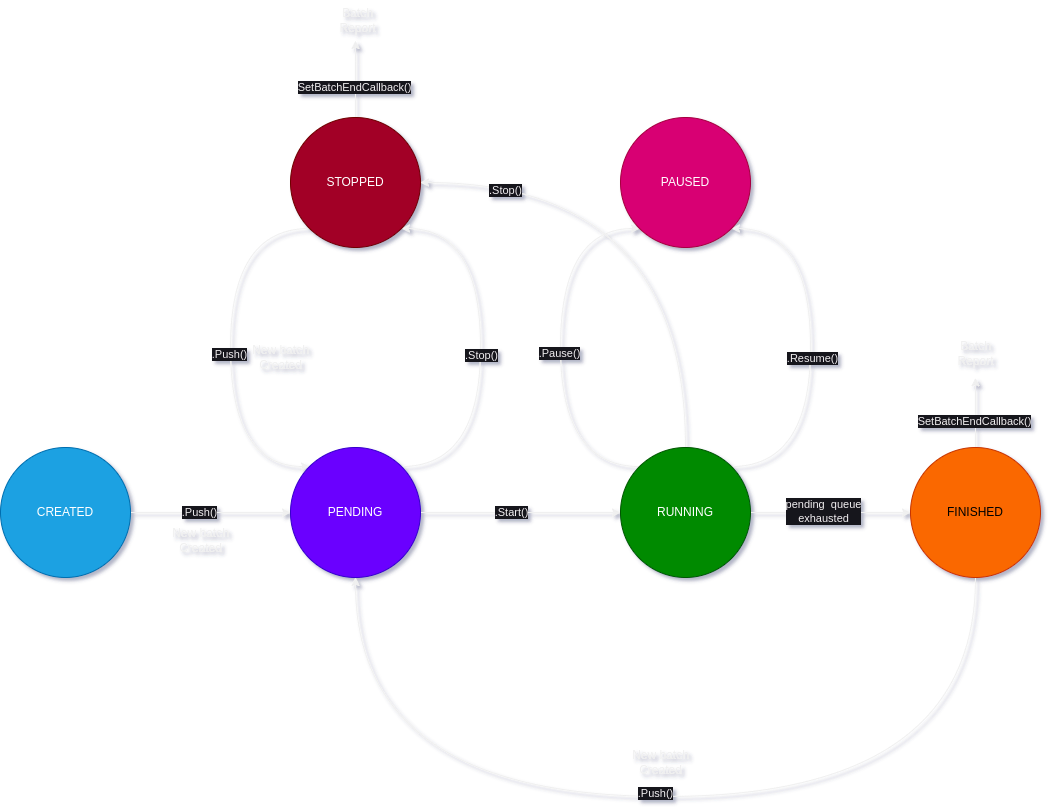 Batch
Report
SetBatchEndCallback()
STOPPED
PAUSED
.Stop()
.Push()
New batch
Created
.Stop()
.Pause()
.Resume()
Batch
Report
SetBatchEndCallback()
CREATED
.Push()
New batch
Created
PENDING
.Start()
RUNNING
pending queue
exhausted
FINISHED
New batch
Created
.Push()